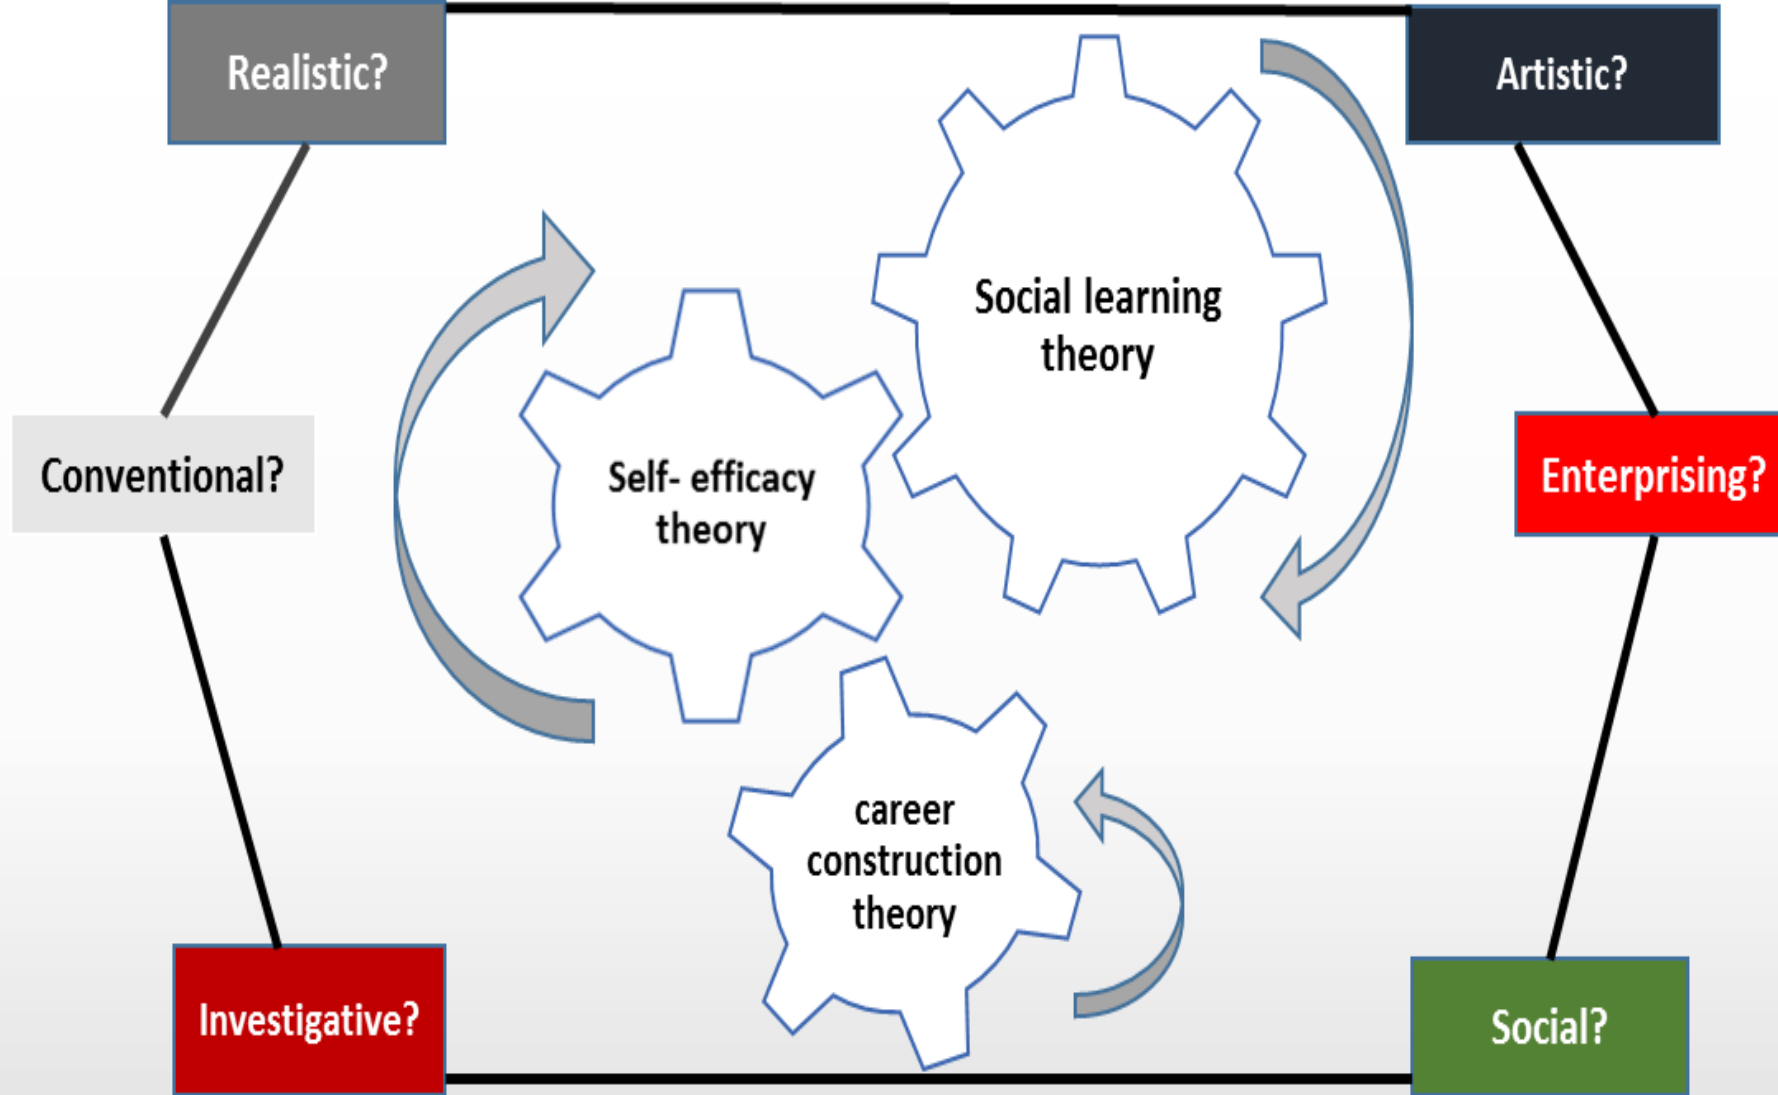 Realistic?
Artistic?
Social learning
theory
Conventional?
Self- efficacy
theory
Enterprising?
career
construction
theory
Investigative?
Social?